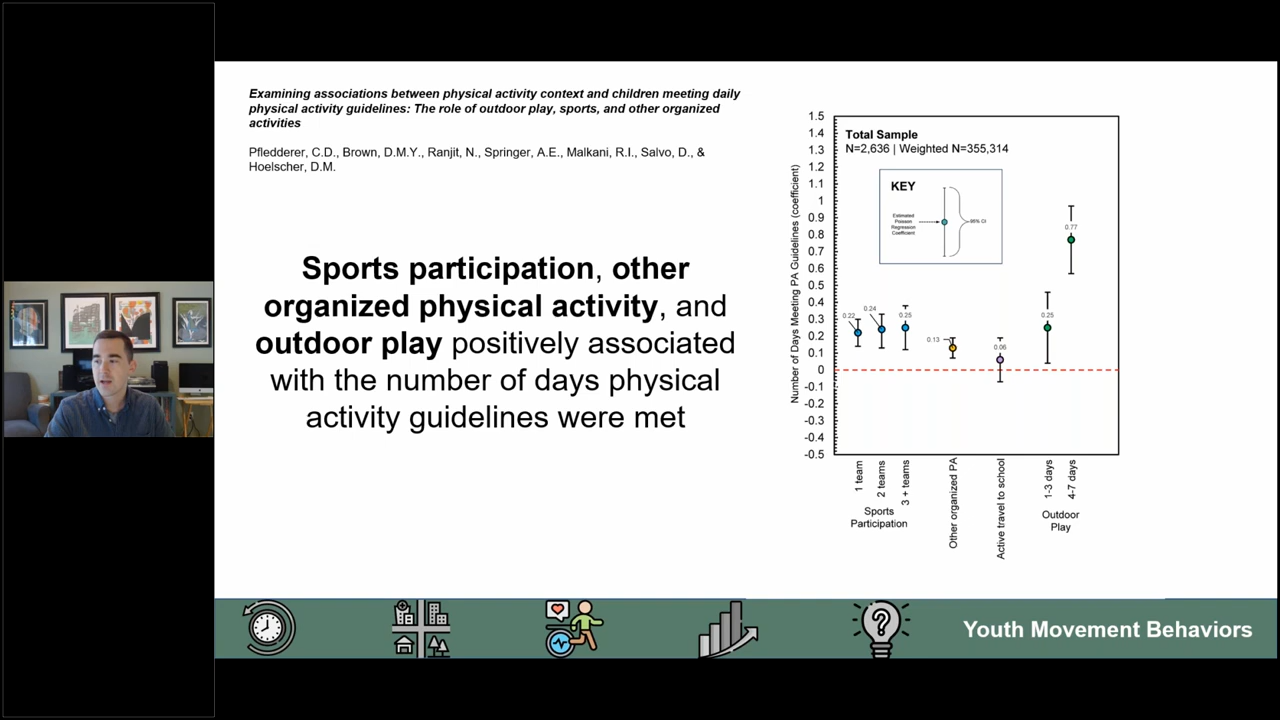 Examining associations between physical activity context and children meeting daily
physical activity guidelines: The role of outdoor play, sports, and other organized
activities
Pfledderer, C.D., Brown, D.M.Y., Ranjit, N., Springer, A.E., Malkani, R.I., Salvo, D., &
Hoelscher, D.M.
Sports participation, other
organized physical activity, and
outdoor play positively associated
with the number of days physical
activity guidelines were met
Number of Days Meeting PA Guidelines (coefficient)
1.5
1.4
1.3
1.2
1.1
1
0.9
0.8
0.7
0.6
0.5
0.4
0.3
0.2
0.1
0
-0.1
-0.2
-0.3
-0.4
-0.5
Total Sample
N=2,636 | Weighted N=355,314
KEY
Estimated
Poisson
Regression
Coefficient
95% CI
0.22
0.24
0.25
0.13
0.06
0.25
0.77
1 team
2 teams
3 + teams
Sports
Participation
Other organized PA
Active travel to school
1-3 days
4-7 days
Outdoor
Play
Youth Movement Behaviors